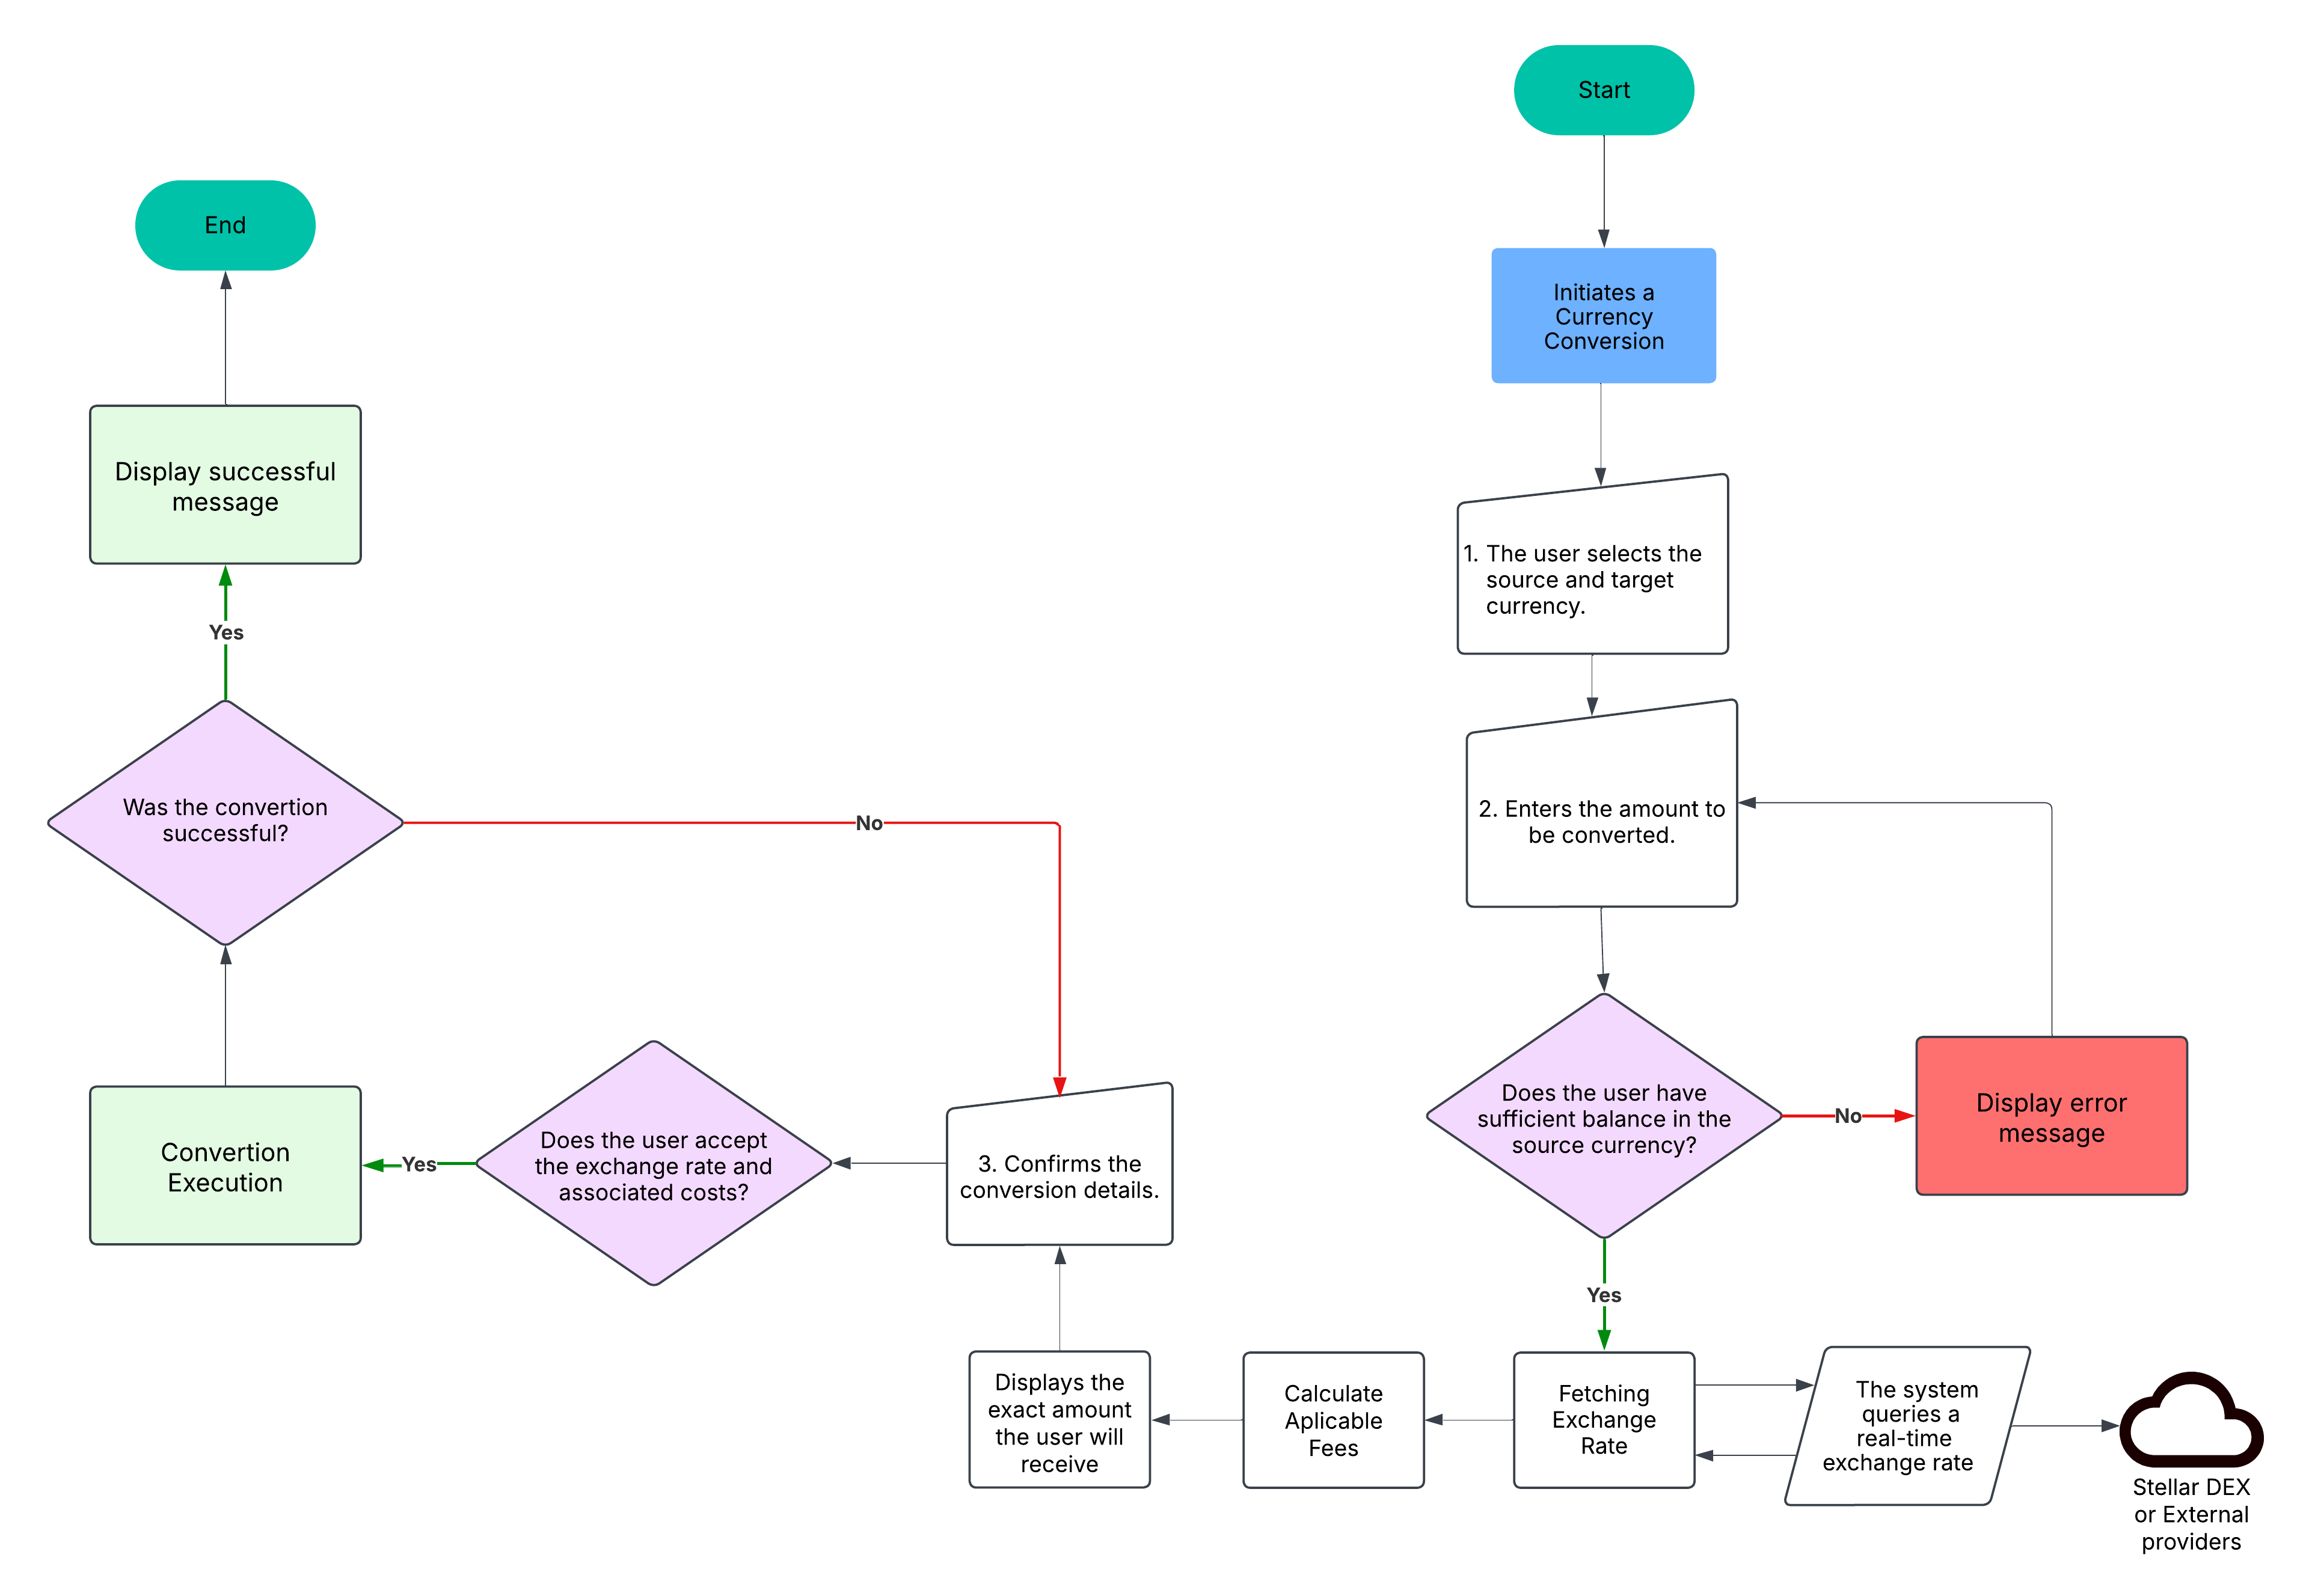 Start
Initiates a
Currency
Conversion
1. The user selects the
source and target
currency.
2. Enters the amount to
be converted.
Does the user have
sufficient balance in the
source currency?
No
Display error
message
Yes
Fetching
Exchange
Rate
The system
queries a
real-time
exchange rate
Stellar DEX
or External
providers
Calculate
Aplicable
Fees
Displays the
exact amount
the user will
receive
3. Confirms the
conversion details.
Does the user accept
the exchange rate and
associated costs?
Yes
Convertion
Execution
Was the convertion
successful?
No
Yes
Display successful
message
End